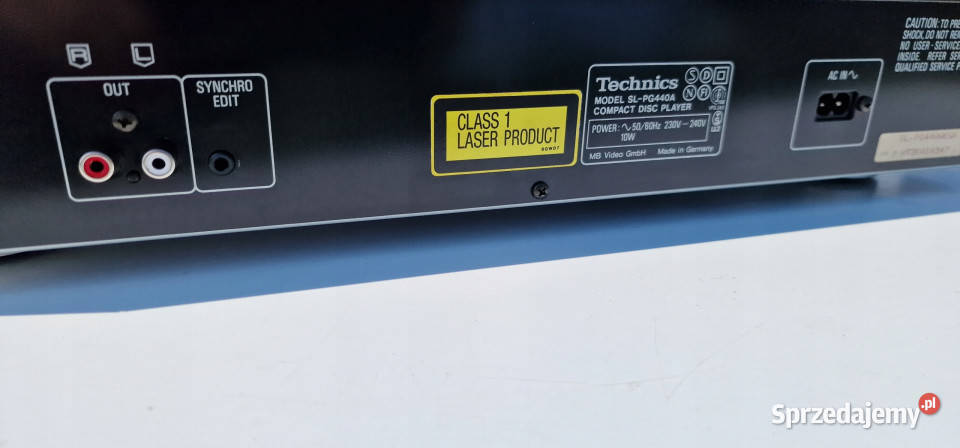 R L
OUT
SYNCHRO
EDIT
CLASS 1
LASER PRODUCT
Technics
MODEL SL-PG440A
COMPACT DISC PLAYER
POWER: ∿50/60Hz 230V–240V
10W
MB Video GmbH Made in Germany
AC IN∿
CAUTION: TO PRE
SHOCK, DO NOT REM
NO USER-SERVICE
INSIDE. REFER SER
QUALIFIED SERVICE P
Sprzedajemy.pl